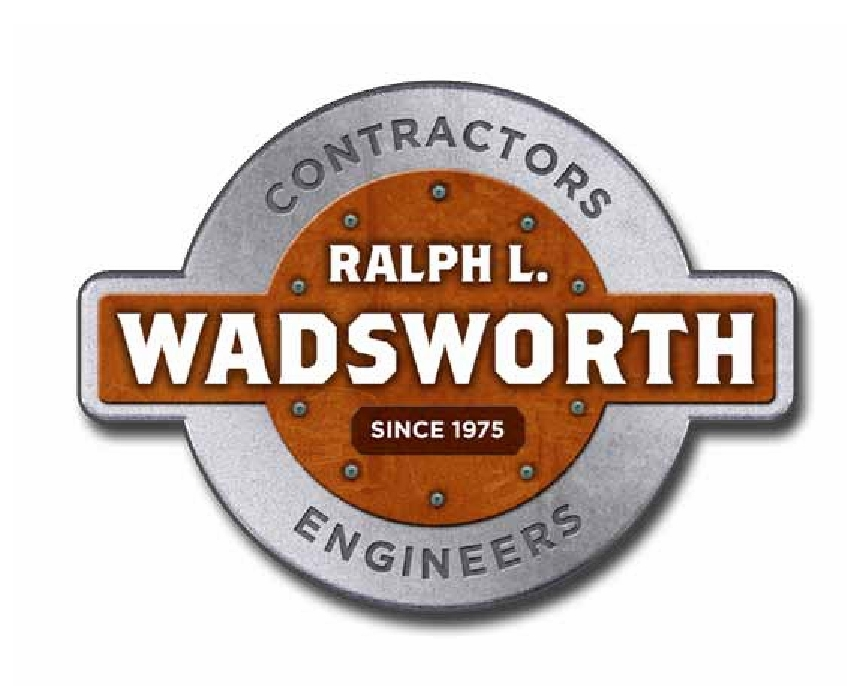 CONTRACTORS
RALPH L.
WADSWORTH
SINCE 1975
ENGINEERS